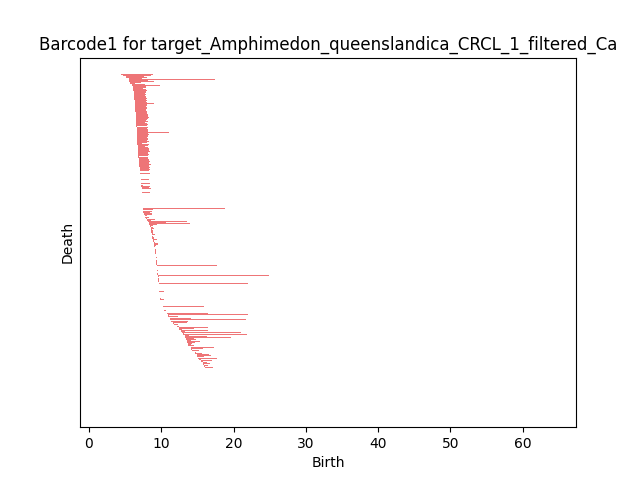 Barcode1 for target_Amphimedon_queenslandica_CRCL_1_filtered_Ca
Death
0 10 20 30 40 50 60
Birth